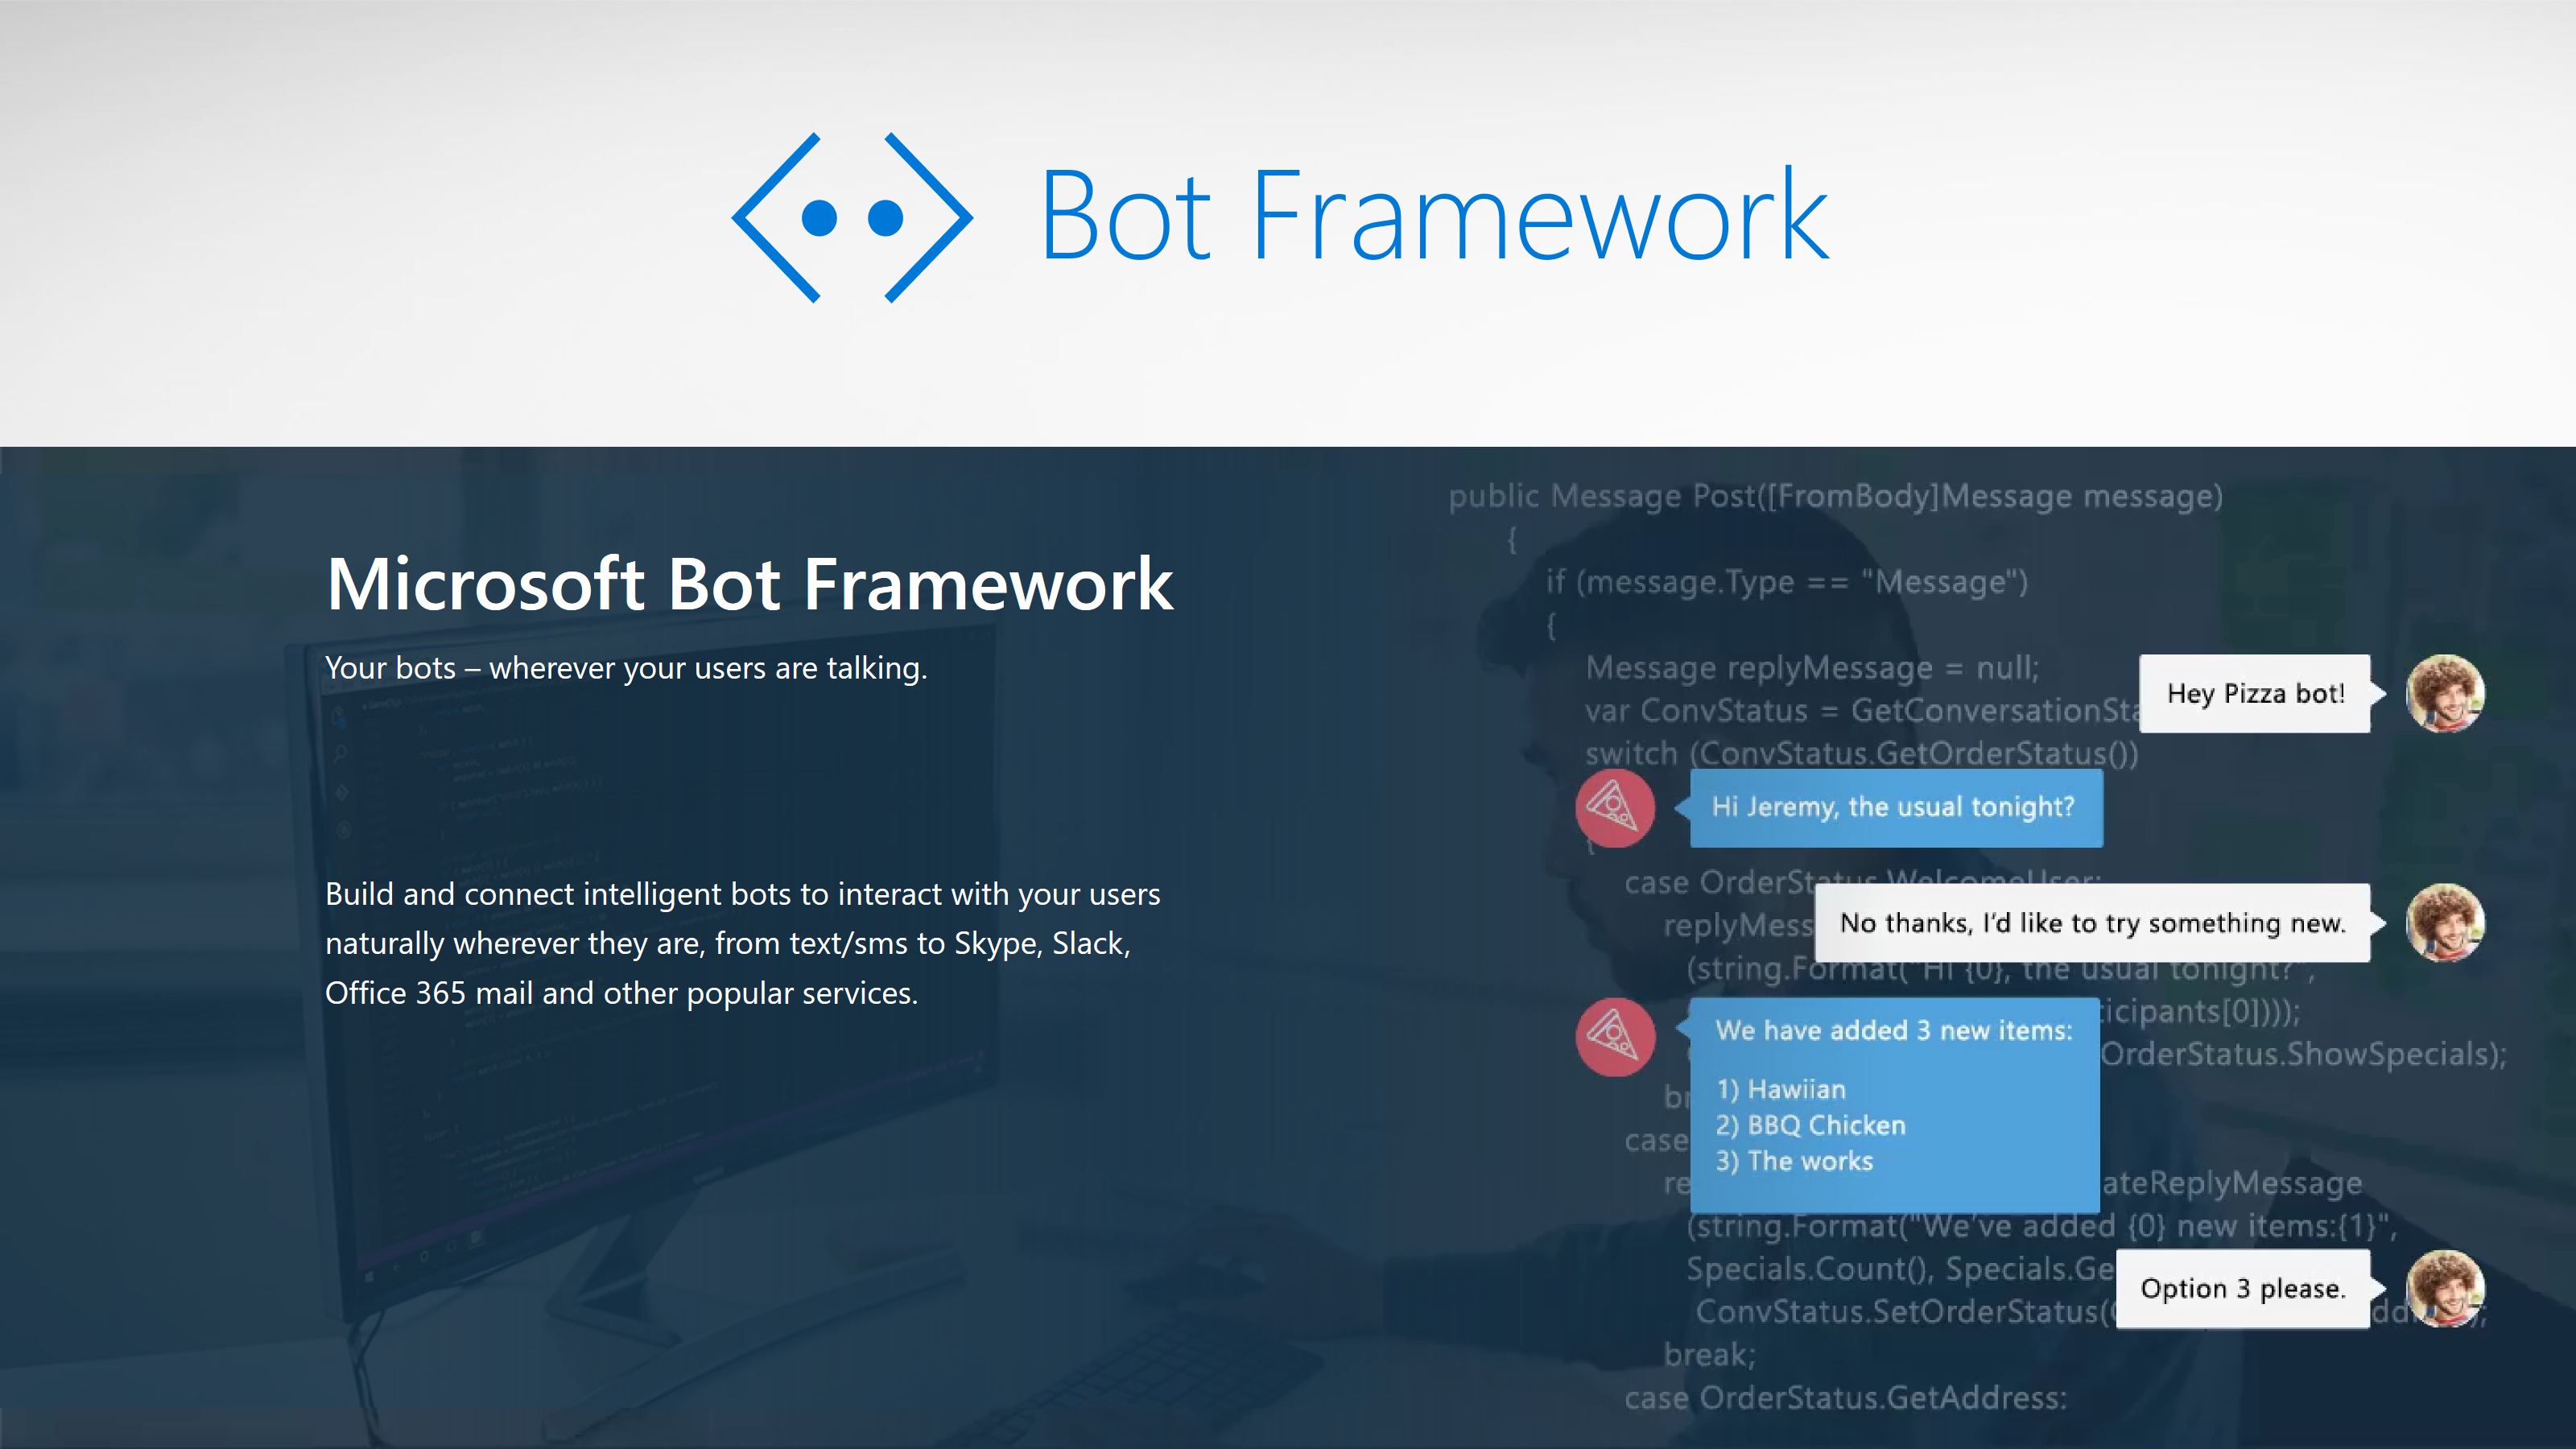 Bot Framework
Microsoft Bot Framework
Your bots – wherever your users are talking.
Build and connect intelligent bots to interact with your users
naturally wherever they are, from text/sms to Skype, Slack,
Office 365 mail and other popular services.
public Message Post([FromBody]Message message)
{
if (message.Type == "Message")
{
Message replyMessage = null;
var ConvStatus =
switch (ConvStatus.GetOrderStatus())
{
case OrderStatus.WelcomeUser:
(string.Format("Hi {0}, the usual tonight?",
OrderStatus.ShowSpecials);
case
(string.Format("We've added {0} new items:{1}",
Specials.Count(),
ConvStatus.SetOrderStatus(
break;
case OrderStatus.GetAddress:
Hey Pizza bot!
Hi Jeremy, the usual tonight?
No thanks, I'd like to try something new.
We have added 3 new items:
1) Hawiian
2) BBQ Chicken
3) The works
Option 3 please.